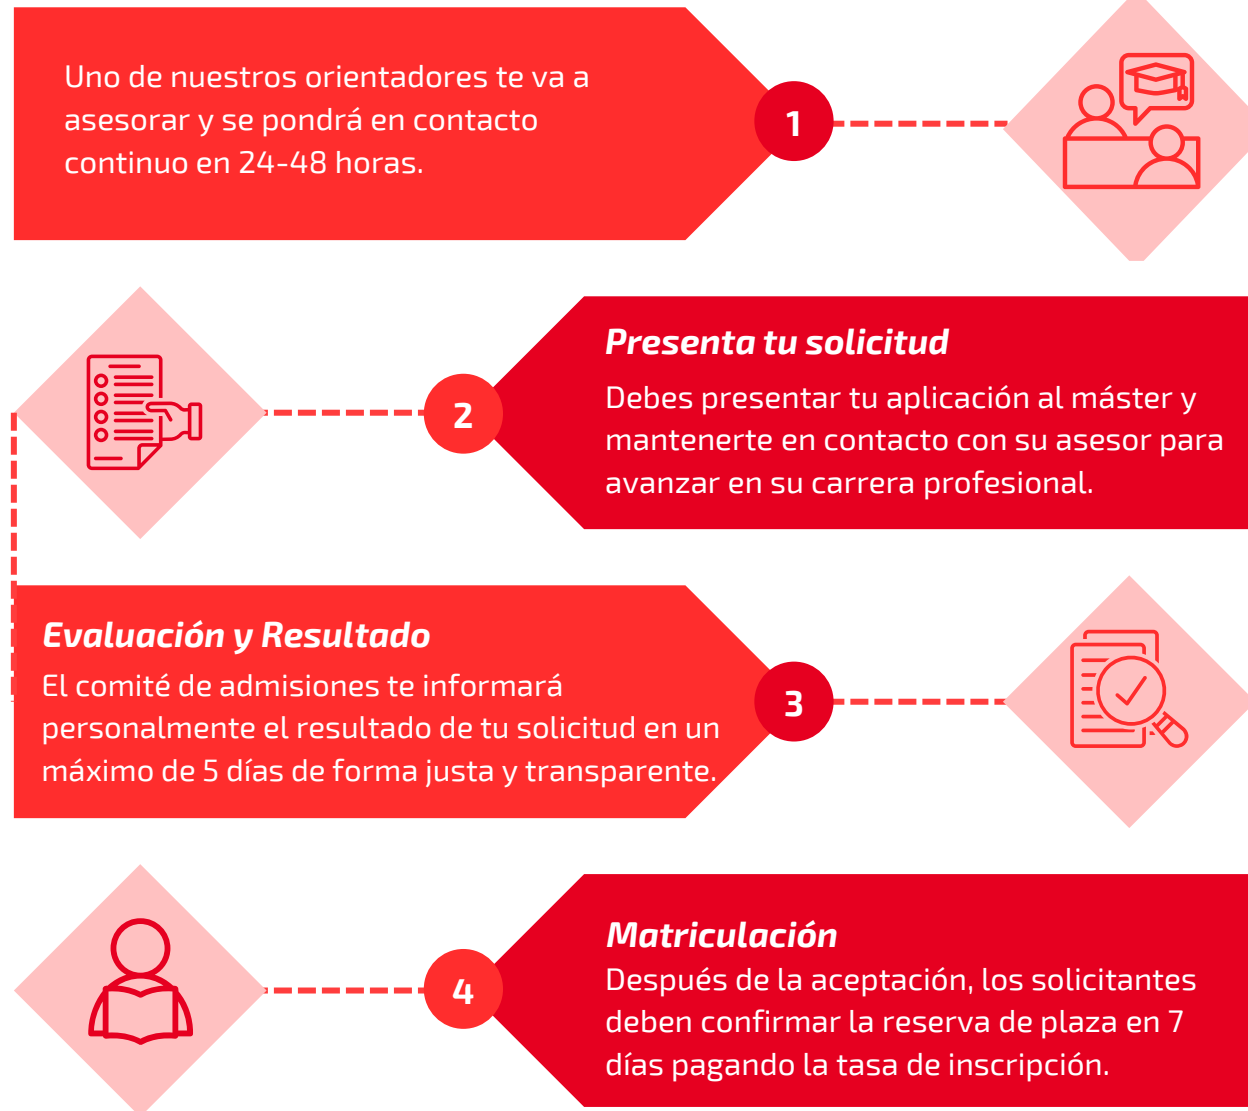 Uno de nuestros orientadores te va a
asesorar y se pondrá en contacto
continuo en 24-48 horas.
1
2
Presenta tu solicitud
Debes presentar tu aplicación al máster y
mantenerte en contacto con su asesor para
avanzar en su carrera profesional.
Evaluación y Resultado
El comité de admisiones te informará
personalmente el resultado de tu solicitud en un
máximo de 5 días de forma justa y transparente.
3
4
Matriculación
Después de la aceptación, los solicitantes
deben confirmar la reserva de plaza en 7
días pagando la tasa de inscripción.